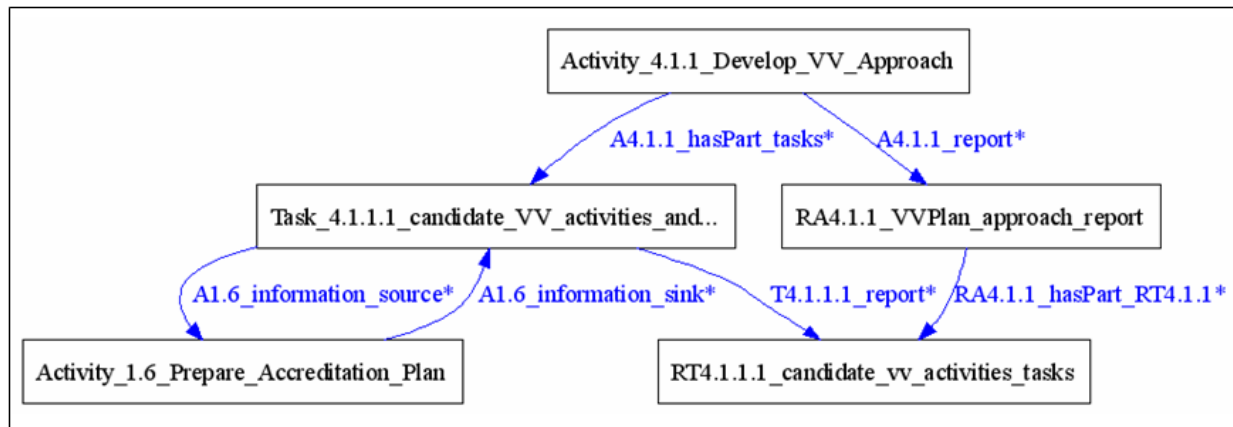 Activity_4.1.1_Develop_VV_Approach
A4.1.1_hasPart_tasks*
A4.1.1_report*
Task_4.1.1.1_candidate_VV_activities_and...
RA4.1.1_VVPlan_approach_report
A1.6_information_source*
A1.6_information_sink*
T4.1.1.1_report*
RA4.1.1_hasPart_RT4.1.1*
Activity_1.6_Prepare_Accreditation_Plan
RT4.1.1.1_candidate_vv_activities_tasks